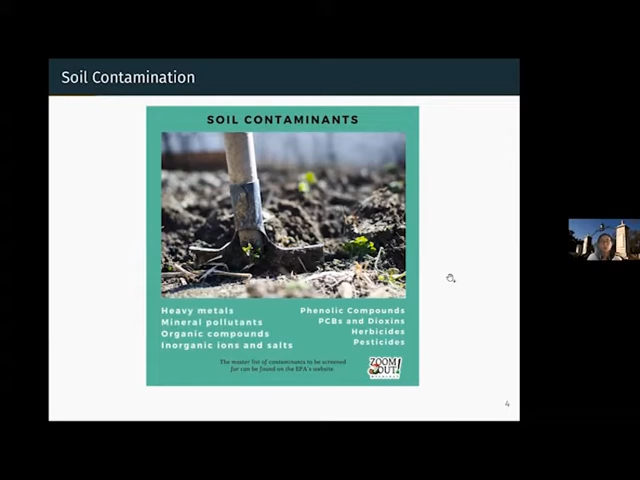 Soil Contamination
SOIL CONTAMINANTS
Heavy metals
Mineral pollutants
Organic compounds
Inorganic ions and salts
Phenolic Compounds
PCBs and Dioxins
Herbicides
Pesticides
The master list of contaminants to be screened
for can be found on the EPA's website.
ZOOM
OUT!
4